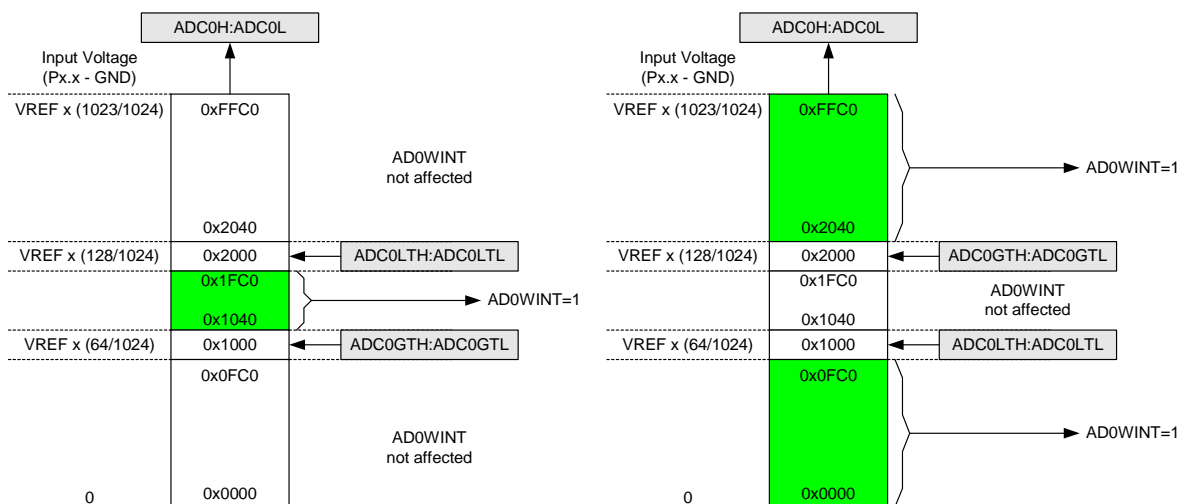 ADC0H:ADC0L
Input Voltage
(Px.x - GND)
VREF x (1023/1024)
0xFFC0
AD0WINT
not affected
0x2040
VREF x (128/1024)
0x2000
ADC0LTH:ADC0LTL
0x1FC0
AD0WINT=1
0x1040
VREF x (64/1024)
0x1000
ADC0GTH:ADC0GTL
0x0FC0
AD0WINT
not affected
0
0x0000
ADC0H:ADC0L
Input Voltage
(Px.x - GND)
VREF x (1023/1024)
0xFFC0
AD0WINT=1
0x2040
VREF x (128/1024)
0x2000
ADC0GTH:ADC0GTL
0x1FC0
AD0WINT
not affected
0x1040
VREF x (64/1024)
0x1000
ADC0LTH:ADC0LTL
0x0FC0
AD0WINT=1
0
0x0000